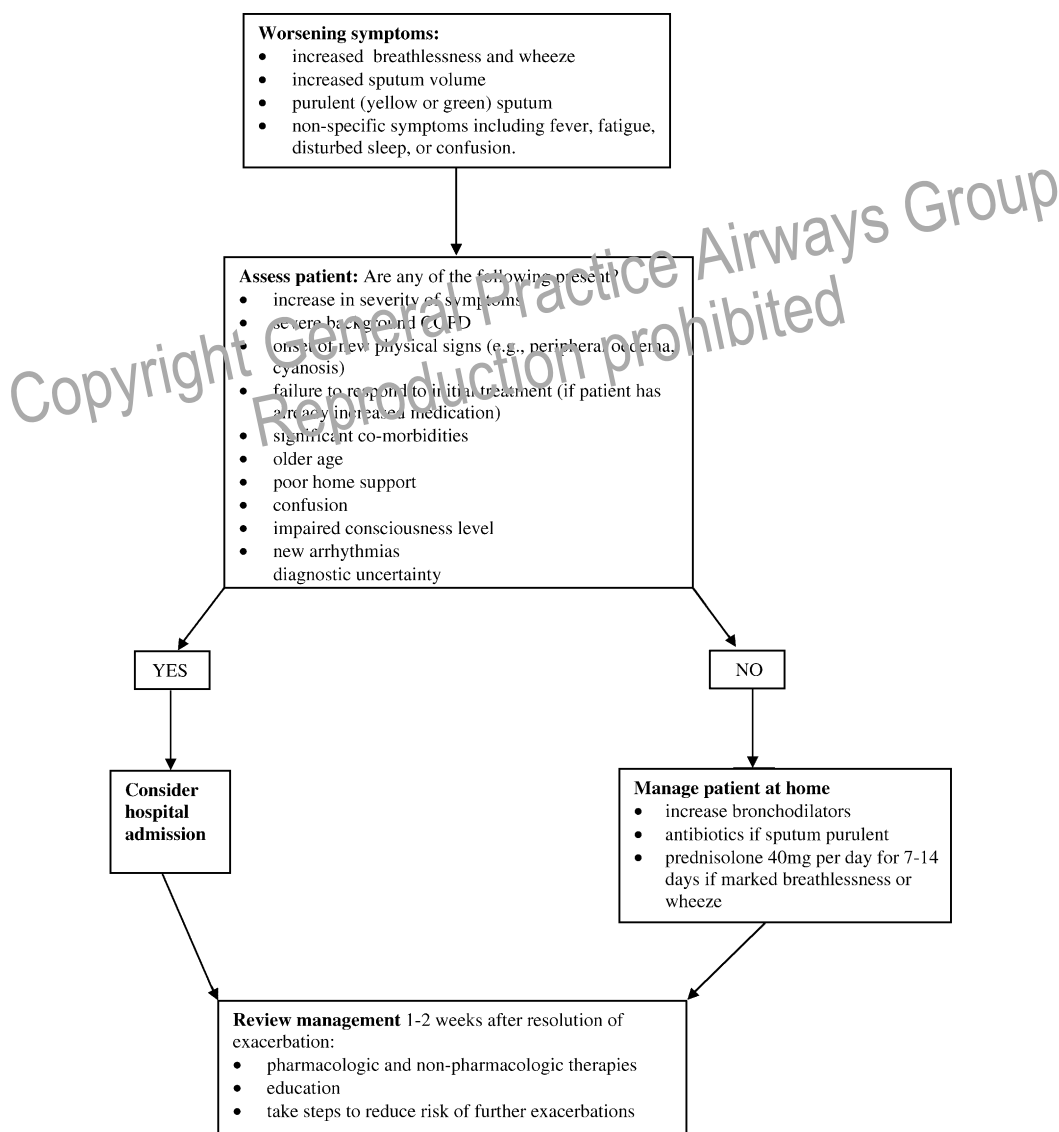 Worsening symptoms:
• increased breathlessness and wheeze
• increased sputum volume
• purulent (yellow or green) sputum
• non-specific symptoms including fever, fatigue,
disturbed sleep, or confusion.
Assess patient: Are any of the following present?
• increase in severity of symptoms
• severe background COPD
• onset of new physical signs (e.g., peripheral oedema,
cyanosis)
• failure to respond to initial treatment (if patient has
already increased medication)
• significant co-morbidities
• older age
• poor home support
• confusion
• impaired consciousness level
• new arrhythmias
diagnostic uncertainty
Copyright General Practice Airways Group
Reproduction prohibited
YES
NO
Consider
hospital
admission
Manage patient at home
• increase bronchodilators
• antibiotics if sputum purulent
• prednisolone 40mg per day for 7-14
days if marked breathlessness or
wheeze
Review management 1-2 weeks after resolution of
exacerbation:
• pharmacologic and non-pharmacologic therapies
• education
• take steps to reduce risk of further exacerbations